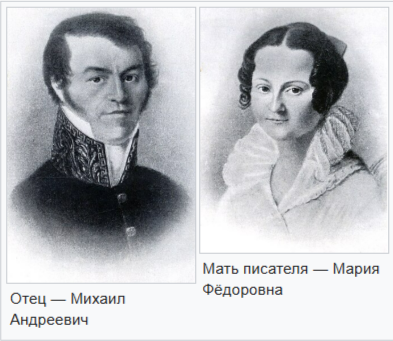 Отец — Михаил
Андреевич
Мать писателя — Мария
Фёдоровна